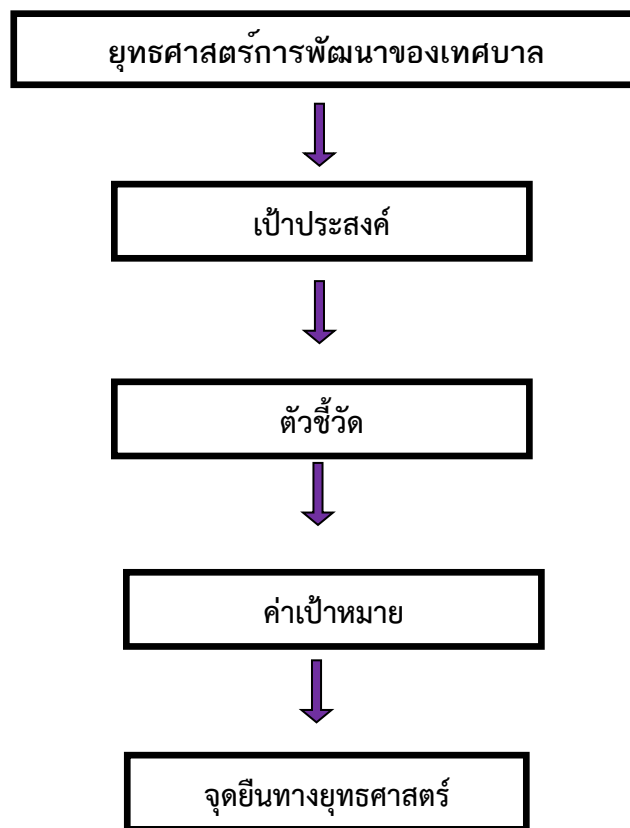 ยุทธศาสตร์การพัฒนาของเทศบาล
เป้าประสงค์
ตัวชี้วัด
ค่าเป้าหมาย
จุดยืนทางยุทธศาสตร์